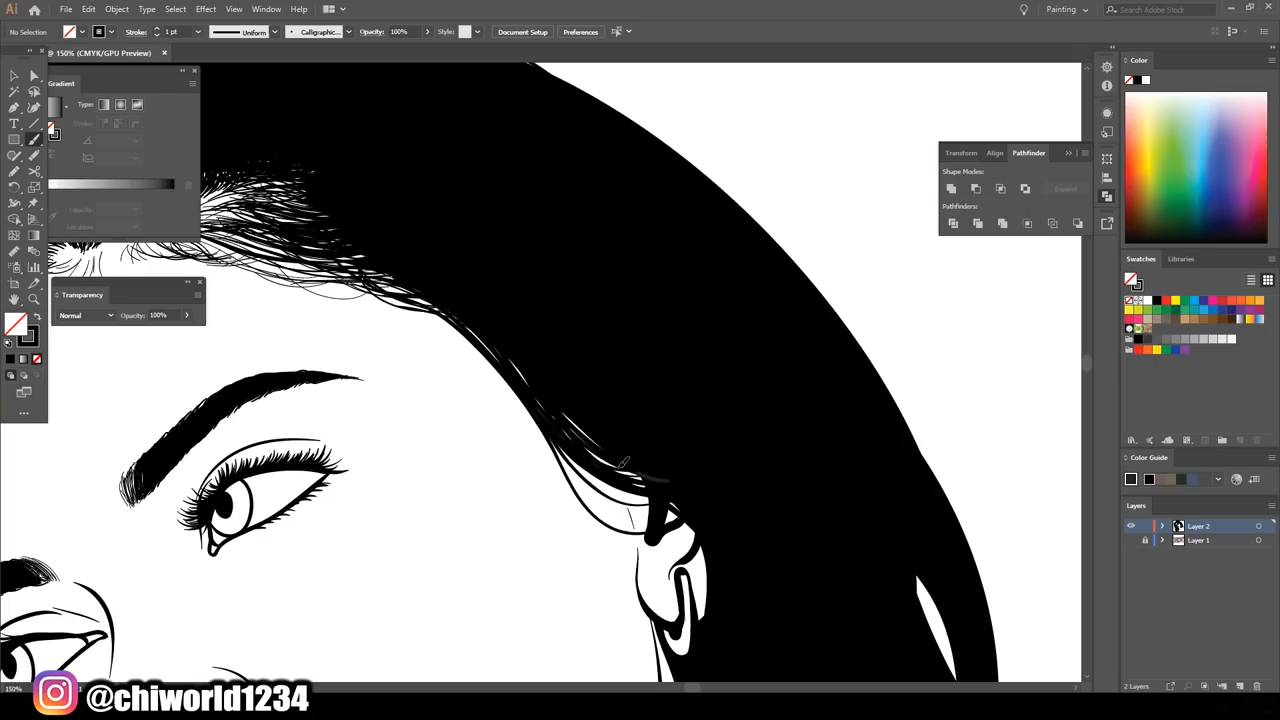 Ai File Edit Object Type Select Effect View Window Help Painting Search Adobe Stock
No Selection Stroke: 1 pt Uniform Calligraphic... Opacity: 100% Style: Document Setup Preferences
@ 150% (CMYK/GPU Preview)
Color
Gradient
Type:
Stroke:
Opacity:
Location:
Transform Align Pathfinder
Shape Modes:
Expand
Pathfinders:
Swatches Libraries
Transparency
Normal Opacity: 100%
Color Guide
Layers
Layer 2
Layer 1
2 Layers
150%
@chiworld1234